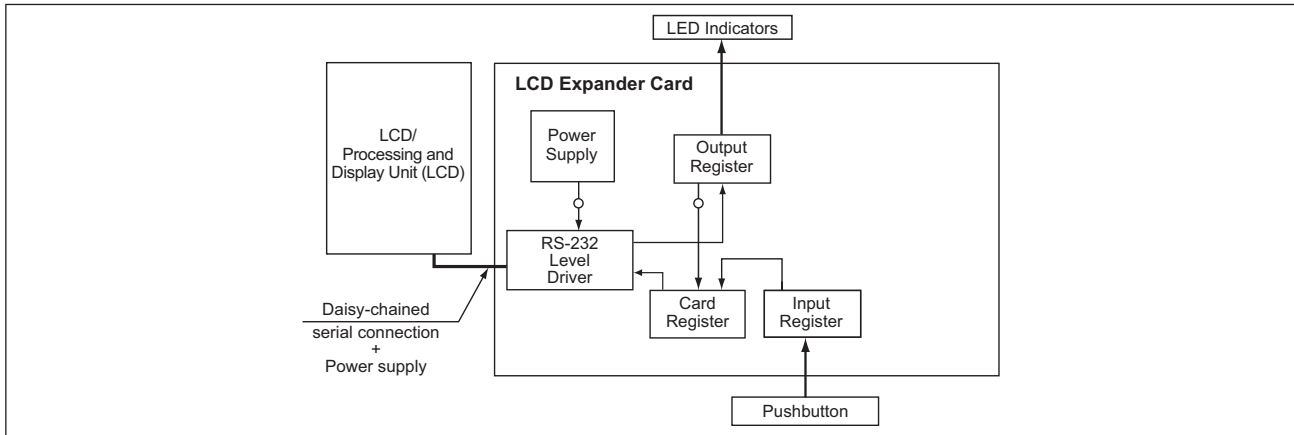 LED Indicators
LCD Expander Card
LCD/
Processing and
Display Unit (LCD)
Power
Supply
Output
Register
RS-232
Level
Driver
Card
Register
Input
Register
Daisy-chained
serial connection
+
Power supply
Pushbutton